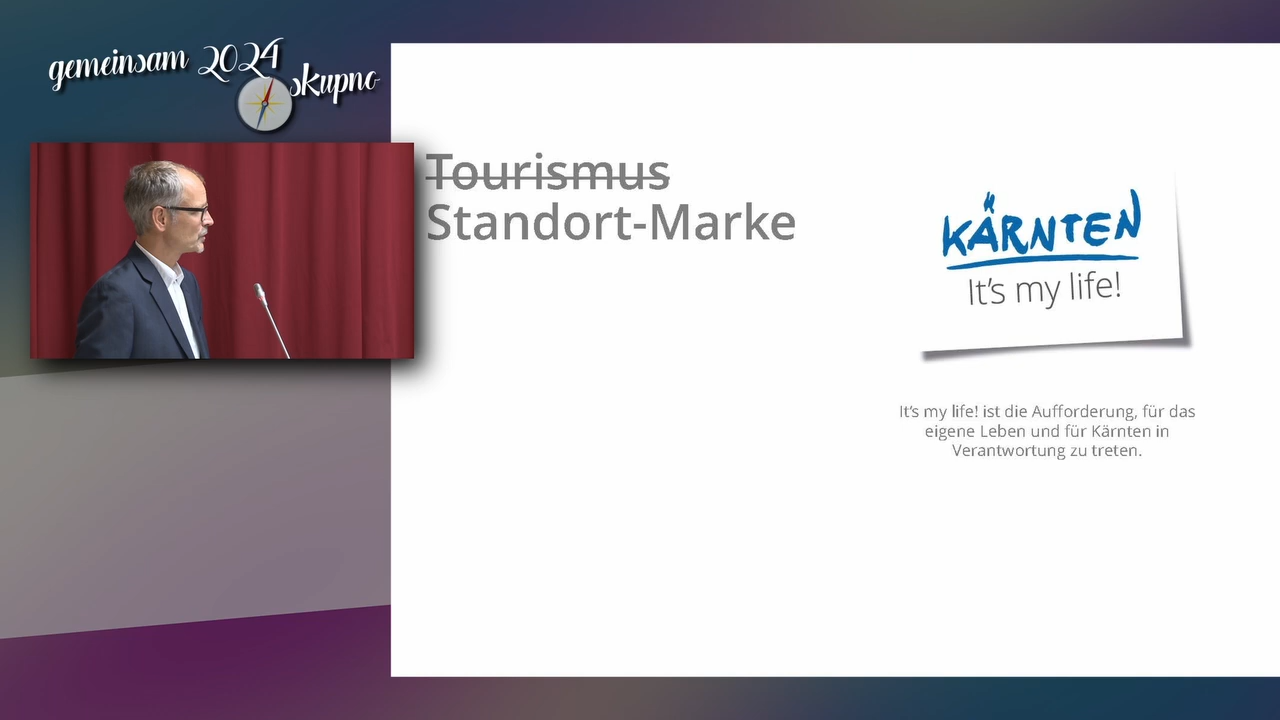 gemeinsam 2024
skupno
Tourismus
Standort-Marke
KÄRNTEN
It's my life!
It's my life! ist die Aufforderung, für das
eigene Leben und für Kärnten in
Verantwortung zu treten.